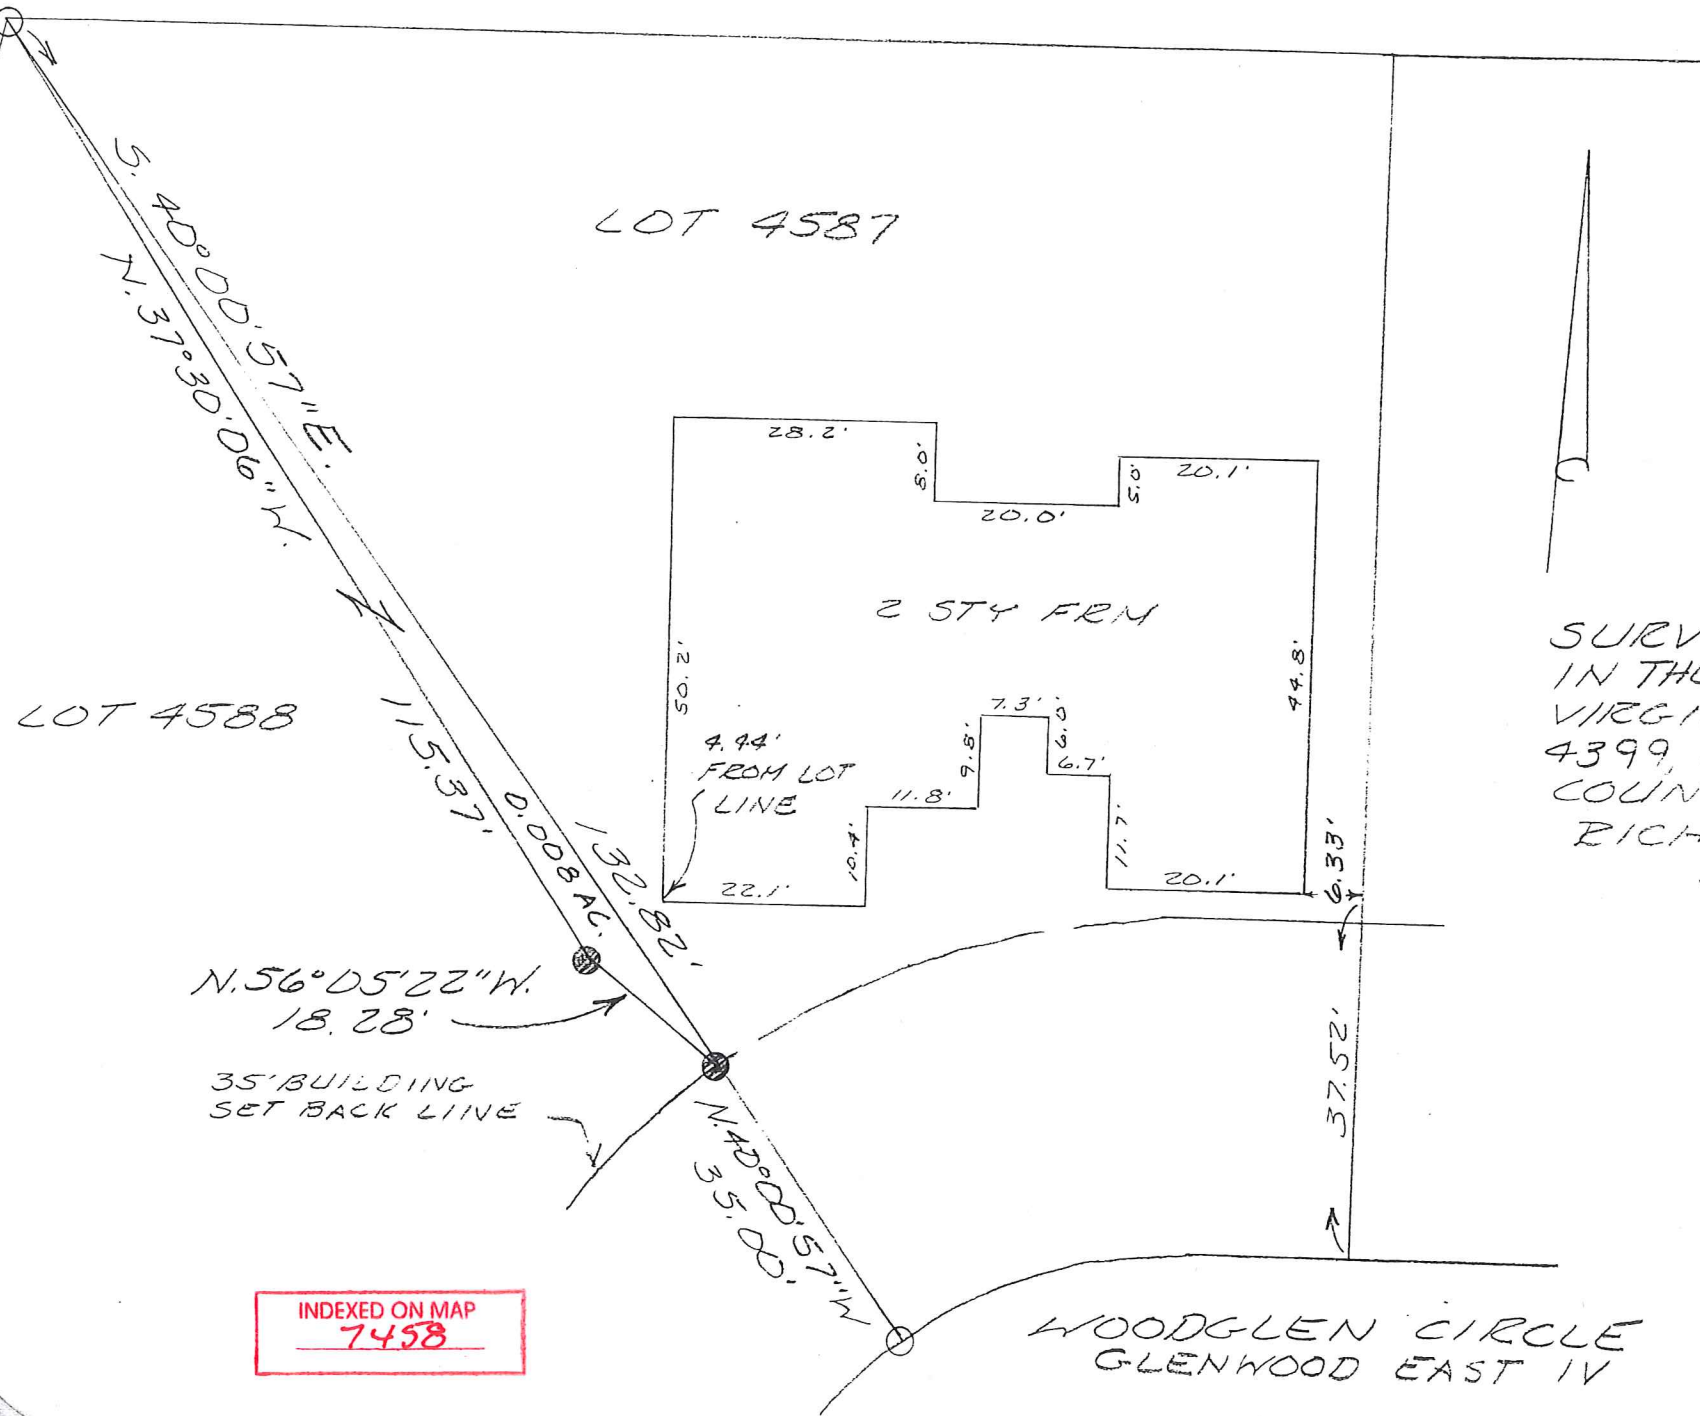 LOT 4587
S. 40°00'57"E.
N. 37°30'06"W.
28.2'
8.0'
20.0'
5.0'
20.1'
2 STY FRM
50.2'
44.8'
SURV
IN TH
VIRGI
4399,
COUN
RICH
LOT 4588
115.37'
0.008 AC.
132.82'
4.44'
FROM LOT
LINE
7.3'
6.0'
9.8'
6.7'
11.8'
10.4'
11.7'
22.1'
20.1'
6.33'
N.56°05'22"W.
18.28'
35' BUILDING
SET BACK LINE
N.40°00'57"W
35.00'
37.52'
INDEXED ON MAP
7458
WOODGLEN CIRCLE
GLENWOOD EAST IV